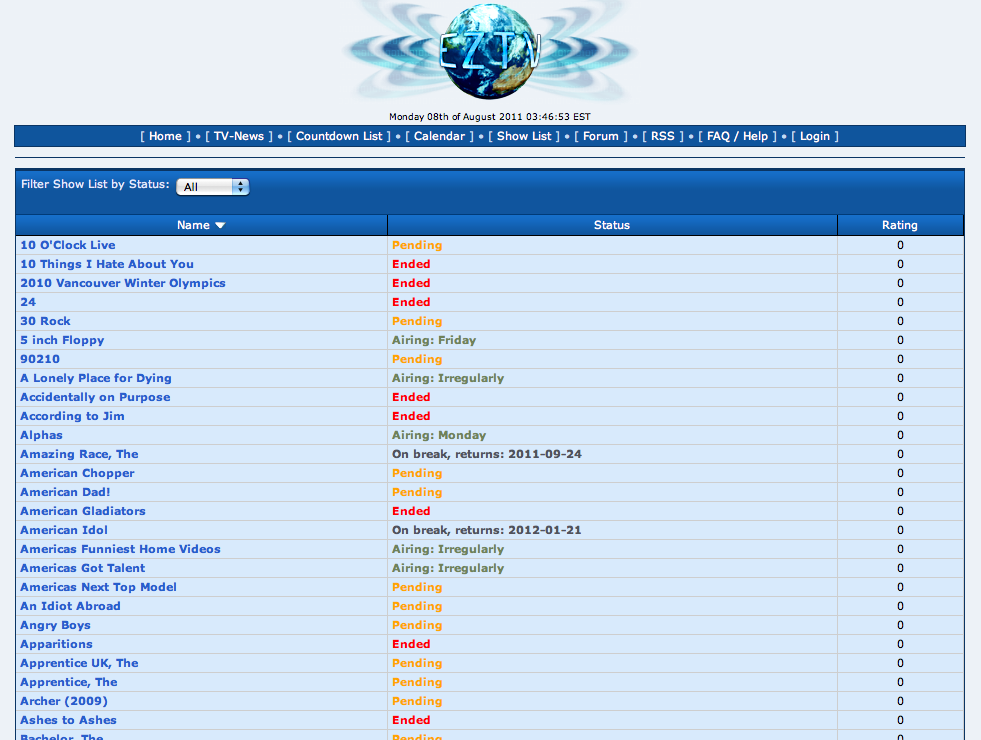 EZTV
Monday 08th of August 2011 03:46:53 EST
[ Home ] • [ TV-News ] • [ Countdown List ] • [ Calendar ] • [ Show List ] • [ Forum ] • [ RSS ] • [ FAQ / Help ] • [ Login ]
Filter Show List by Status: All
Name Status Rating
10 O'Clock Live Pending 0
10 Things I Hate About You Ended 0
2010 Vancouver Winter Olympics Ended 0
24 Ended 0
30 Rock Pending 0
5 inch Floppy Airing: Friday 0
90210 Pending 0
A Lonely Place for Dying Airing: Irregularly 0
Accidentally on Purpose Ended 0
According to Jim Ended 0
Alphas Airing: Monday 0
Amazing Race, The On break, returns: 2011-09-24 0
American Chopper Pending 0
American Dad! Pending 0
American Gladiators Ended 0
American Idol On break, returns: 2012-01-21 0
Americas Funniest Home Videos Airing: Irregularly 0
Americas Got Talent Airing: Irregularly 0
Americas Next Top Model Pending 0
An Idiot Abroad Pending 0
Angry Boys Pending 0
Apparitions Ended 0
Apprentice UK, The Pending 0
Apprentice, The Pending 0
Archer (2009) Pending 0
Ashes to Ashes Ended 0
Bachelor, The Pending 0